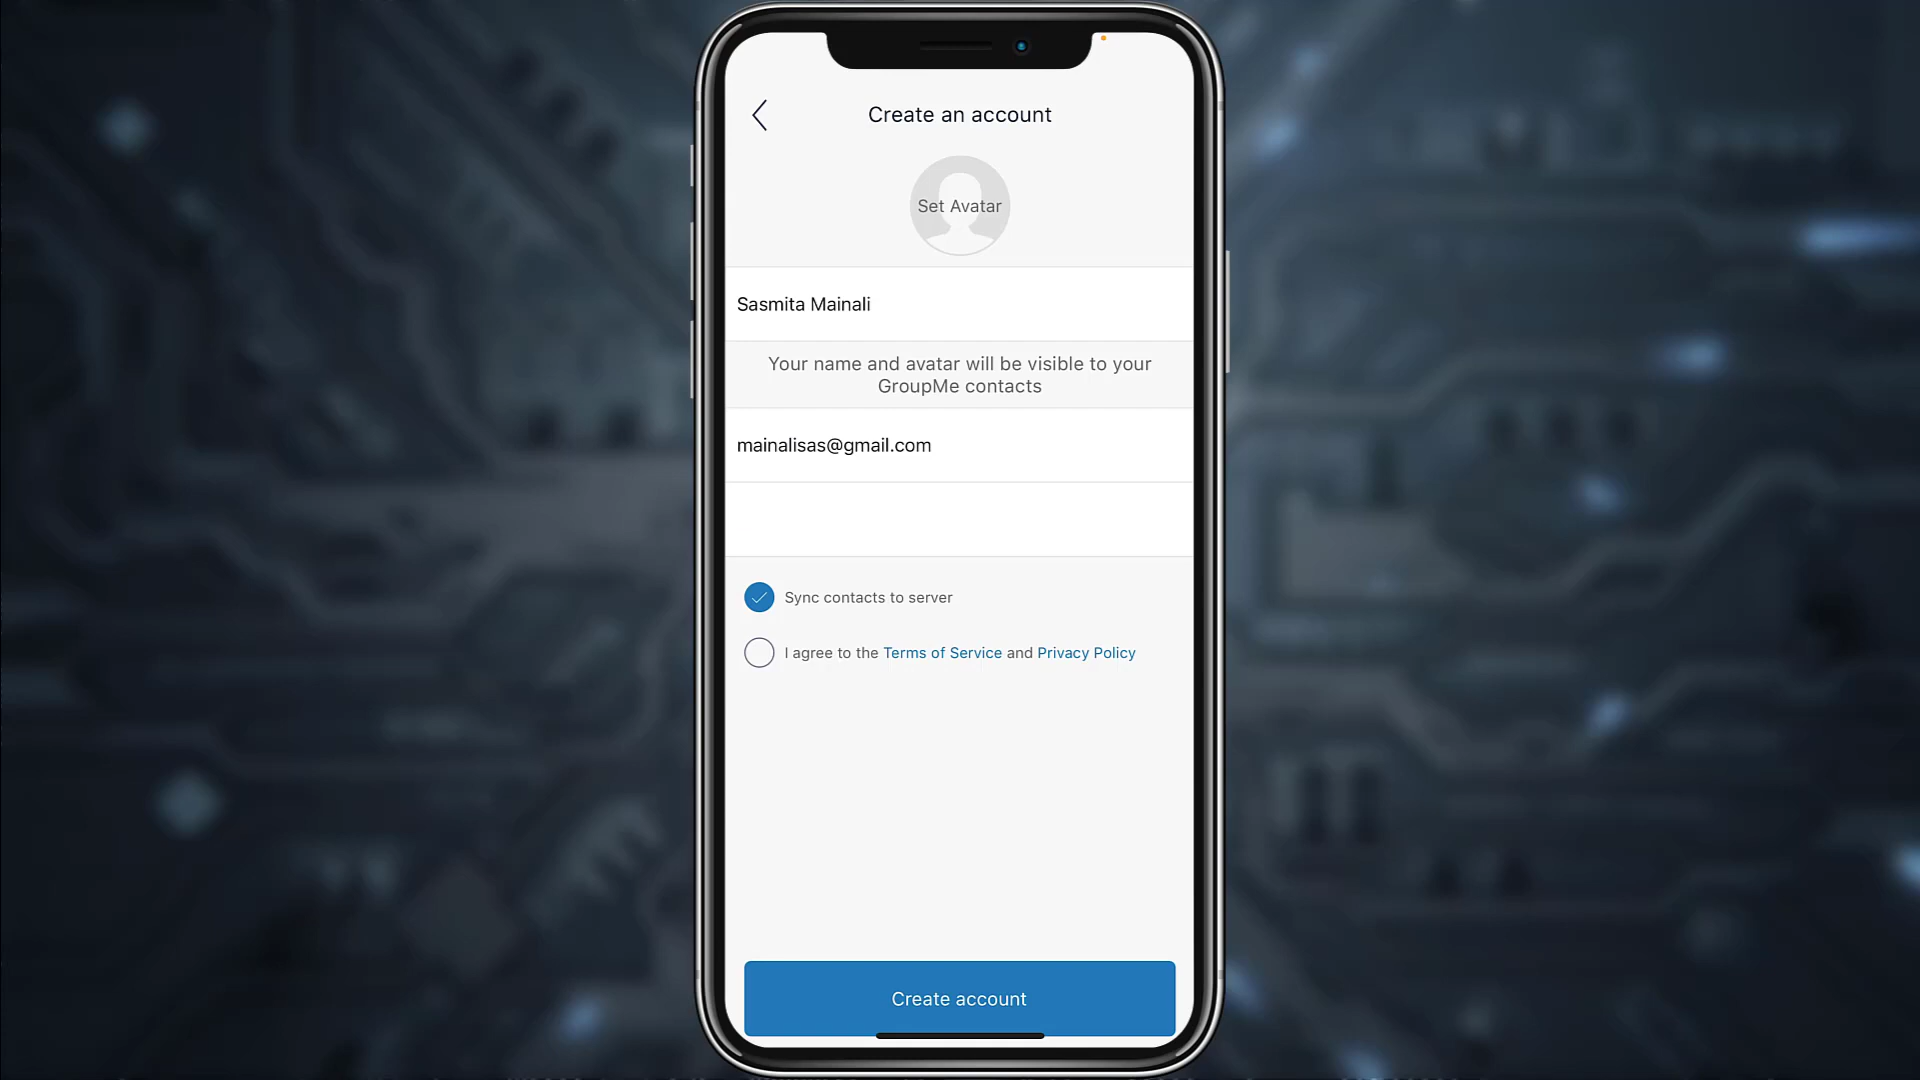 Create an account
Set Avatar
Sasmita Mainali
Your name and avatar will be visible to your
GroupMe contacts
mainalisas@gmail.com
Sync contacts to server
I agree to the Terms of Service and Privacy Policy
Create account